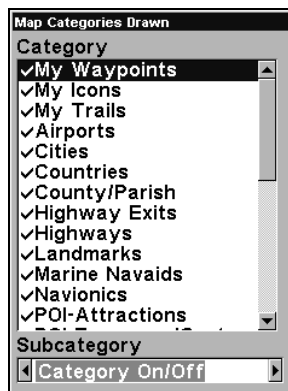 Map Categories Drawn
Category
✓My Waypoints
✓My Icons
✓My Trails
✓Airports
✓Cities
✓Countries
✓County/Parish
✓Highway Exits
✓Highways
✓Landmarks
✓Marine Navaids
✓Navionics
✓POI-Attractions
Subcategory
Category On/Off